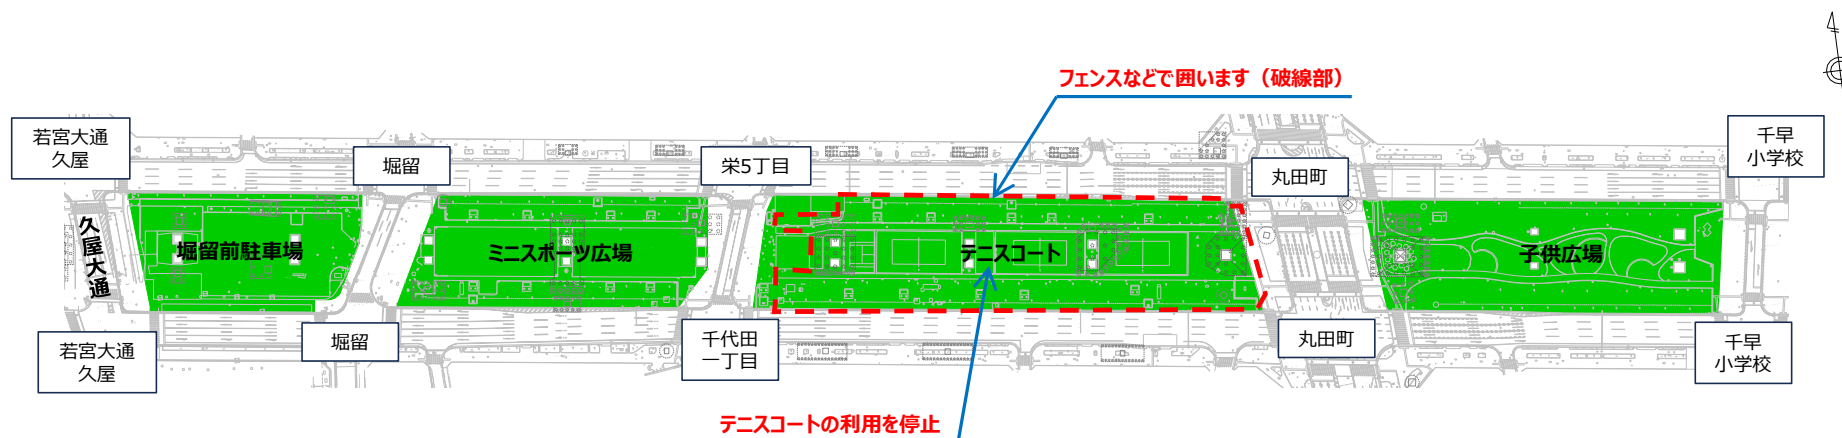 フェンスなどで囲います（破線部）
若宮大通
久屋
堀留
栄5丁目
丸田町
千早
小学校
久屋大通
堀留前駐車場
ミニスポーツ広場
テニスコート
子供広場
若宮大通
久屋
堀留
千代田
一丁目
丸田町
千早
小学校
テニスコートの利用を停止